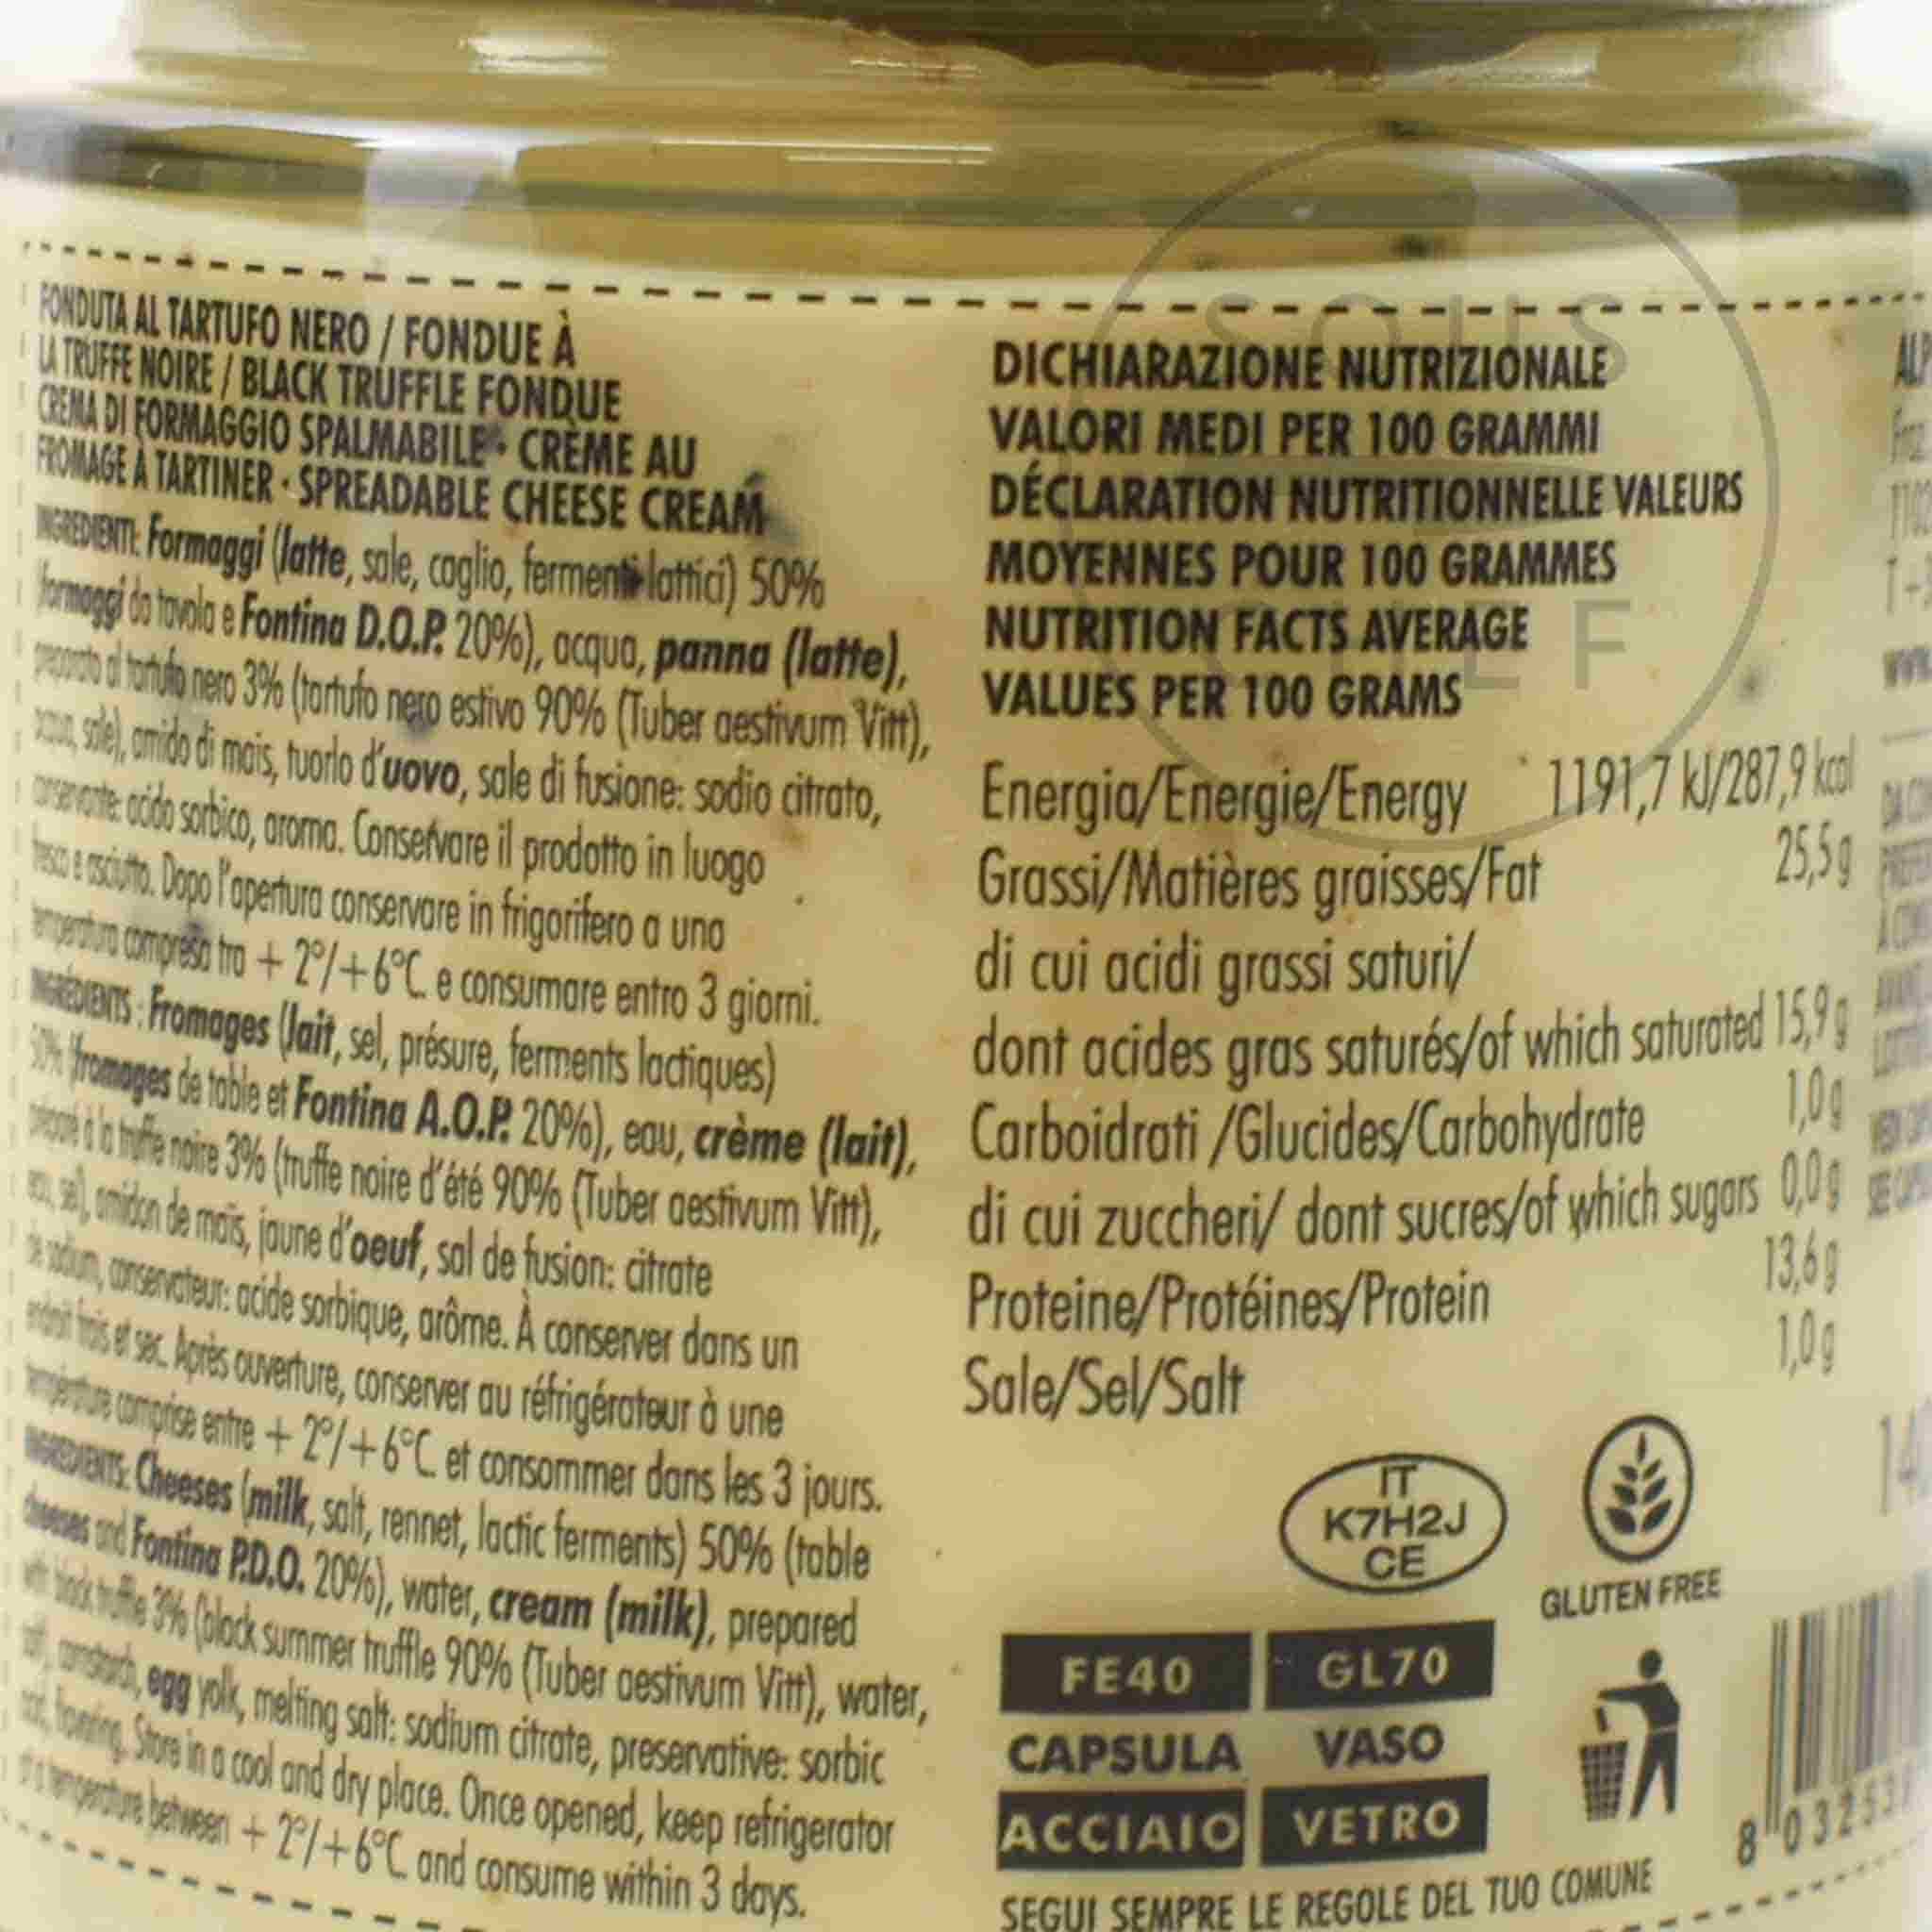 FONDUTA AL TARTUFO NERO / FONDUE À
LA TRUFFE NOIRE / BLACK TRUFFLE FONDUE
CREMA DI FORMAGGIO SPALMABILE · CRÈME AU
FROMAGE À TARTINER · SPREADABLE CHEESE CREAM
INGREDIENTI: Formaggi (latte, sale, caglio, fermenti lattici) 50%
formaggi da tavola e Fontina D.O.P. 20%), acqua, panna (latte),
preparato al tartufo nero 3% (tartufo nero estivo 90% (Tuber aestivum Vitt),
acqua, sale), amido di mais, tuorlo d'uovo, sale di fusione: sodio citrato,
conservante: acido sorbico, aroma. Conservare il prodotto in luogo
fresco e asciutto. Dopo l'apertura conservare in frigorifero a una
temperatura compresa tra + 2°/+6°C. e consumare entro 3 giorni.
INGREDIENTS : Fromages (lait, sel, présure, ferments lactiques)
50% (fromages de table et Fontina A.O.P. 20%), eau, crème (lait),
préparé à la truffe noire 3% (truffe noire d'été 90% (Tuber aestivum Vitt),
eau, sel), amidon de maïs, jaune d'oeuf, sal de fusion: citrate
de sodium, conservateur: acide sorbique, arôme. À conserver dans un
endroit frais et sec. Après ouverture, conserver au réfrigérateur à une
température comprise entre + 2°/+6°C. et consommer dans les 3 jours.
INGREDIENTS: Cheeses (milk, salt, rennet, lactic ferments) 50% (table
cheeses and Fontina P.D.O. 20%), water, cream (milk), prepared
with black truffle 3% (black summer truffle 90% (Tuber aestivum Vitt), water,
salt), cornstarch, egg yolk, melting salt: sodium citrate, preservative: sorbic
acid, flavoring. Store in a cool and dry place. Once opened, keep refrigerator
at a temperature between + 2°/+6°C. and consume within 3 days.
DICHIARAZIONE NUTRIZIONALE
VALORI MEDI PER 100 GRAMMI
DÉCLARATION NUTRITIONNELLE VALEURS
MOYENNES POUR 100 GRAMMES
NUTRITION FACTS AVERAGE
VALUES PER 100 GRAMS
Energia/Energie/Energy 1191,7 kJ/287,9 kcal
Grassi/Matières graisses/Fat 25,5 g
di cui acidi grassi saturi/
dont acides gras saturés/of which saturated 15,9 g
Carboidrati /Glucides/Carbohydrate 1,0 g
di cui zuccheri/ dont sucres/of which sugars 0,0 g
Proteine/Protéines/Protein 13,6 g
Sale/Sel/Salt 1,0 g
IT
K7H2J
CE
GLUTEN FREE
FE40 GL70
CAPSULA VASO
ACCIAIO VETRO
SEGUI SEMPRE LE REGOLE DEL TUO COMUNE
8 03253
SOUS
CHEF